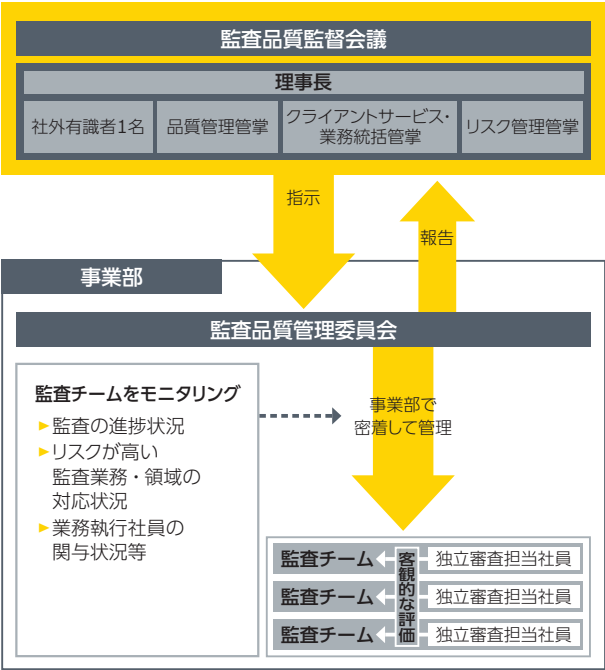 監査品質監督会議
理事長
社外有識者1名
品質管理管掌
クライアントサービス・
業務統括管掌
リスク管理管掌
指示
報告
事業部
監査品質管理委員会
監査チームをモニタリング
▶監査の進捗状況
▶リスクが高い
監査業務・領域の
対応状況
▶業務執行社員の
関与状況等
事業部で
密着して管理
監査チーム
客観的な評価
独立審査担当社員
監査チーム
独立審査担当社員
監査チーム
独立審査担当社員